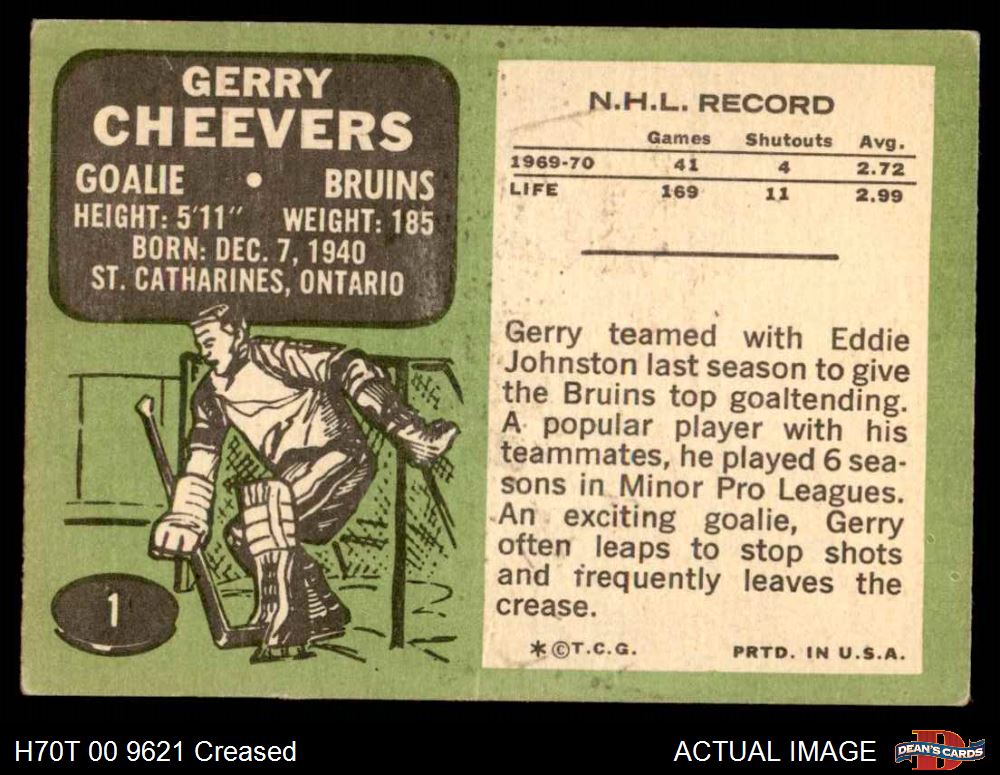 GERRY
CHEEVERS
GOALIE • BRUINS
HEIGHT: 5'11" WEIGHT: 185
BORN: DEC. 7, 1940
ST. CATHARINES, ONTARIO
1
N.H.L. RECORD
Games Shutouts Avg.
1969-70 41 4 2.72
LIFE 169 11 2.99
Gerry teamed with Eddie
Johnston last season to give
the Bruins top goaltending.
A popular player with his
teammates, he played 6 sea-
sons in Minor Pro Leagues.
An exciting goalie, Gerry
often leaps to stop shots
and frequently leaves the
crease.
*©T.C.G. PRTD. IN U.S.A.
H70T 00 9621 Creased
ACTUAL IMAGE
D
DEAN'S CARDS